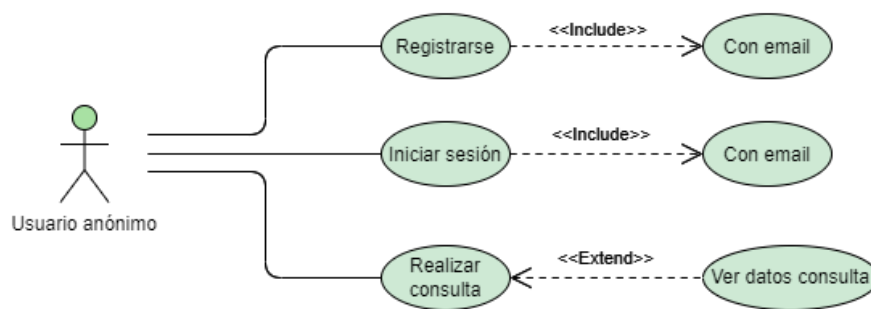 Registrarse
<<Include>>
Con email
Iniciar sesión
<<Include>>
Con email
Usuario anónimo
Realizar
consulta
<<Extend>>
Ver datos consulta